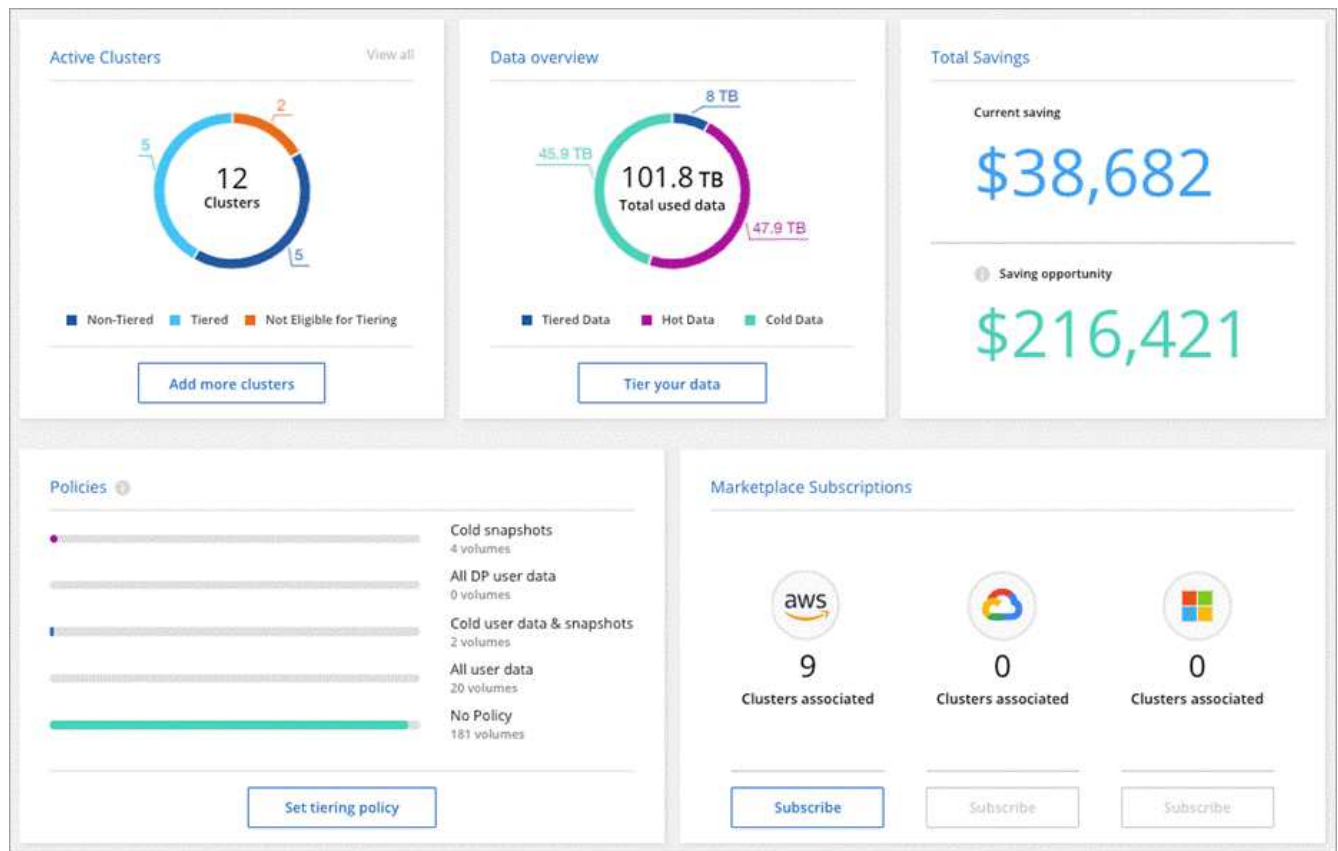 Active Clusters
View all
2
5
12
Clusters
5
Non-Tiered
Tiered
Not Eligible for Tiering
Add more clusters
Data overview
8 TB
45.9 TB
101.8 TB
Total used data
47.9 TB
Tiered Data
Hot Data
Cold Data
Tier your data
Total Savings
Current saving
$38,682
i Saving opportunity
$216,421
Policies i
Cold snapshots
4 volumes
All DP user data
0 volumes
Cold user data & snapshots
2 volumes
All user data
20 volumes
No Policy
181 volumes
Set tiering policy
Marketplace Subscriptions
aws
9
Clusters associated
Subscribe
0
Clusters associated
Subscribe
0
Clusters associated
Subscribe